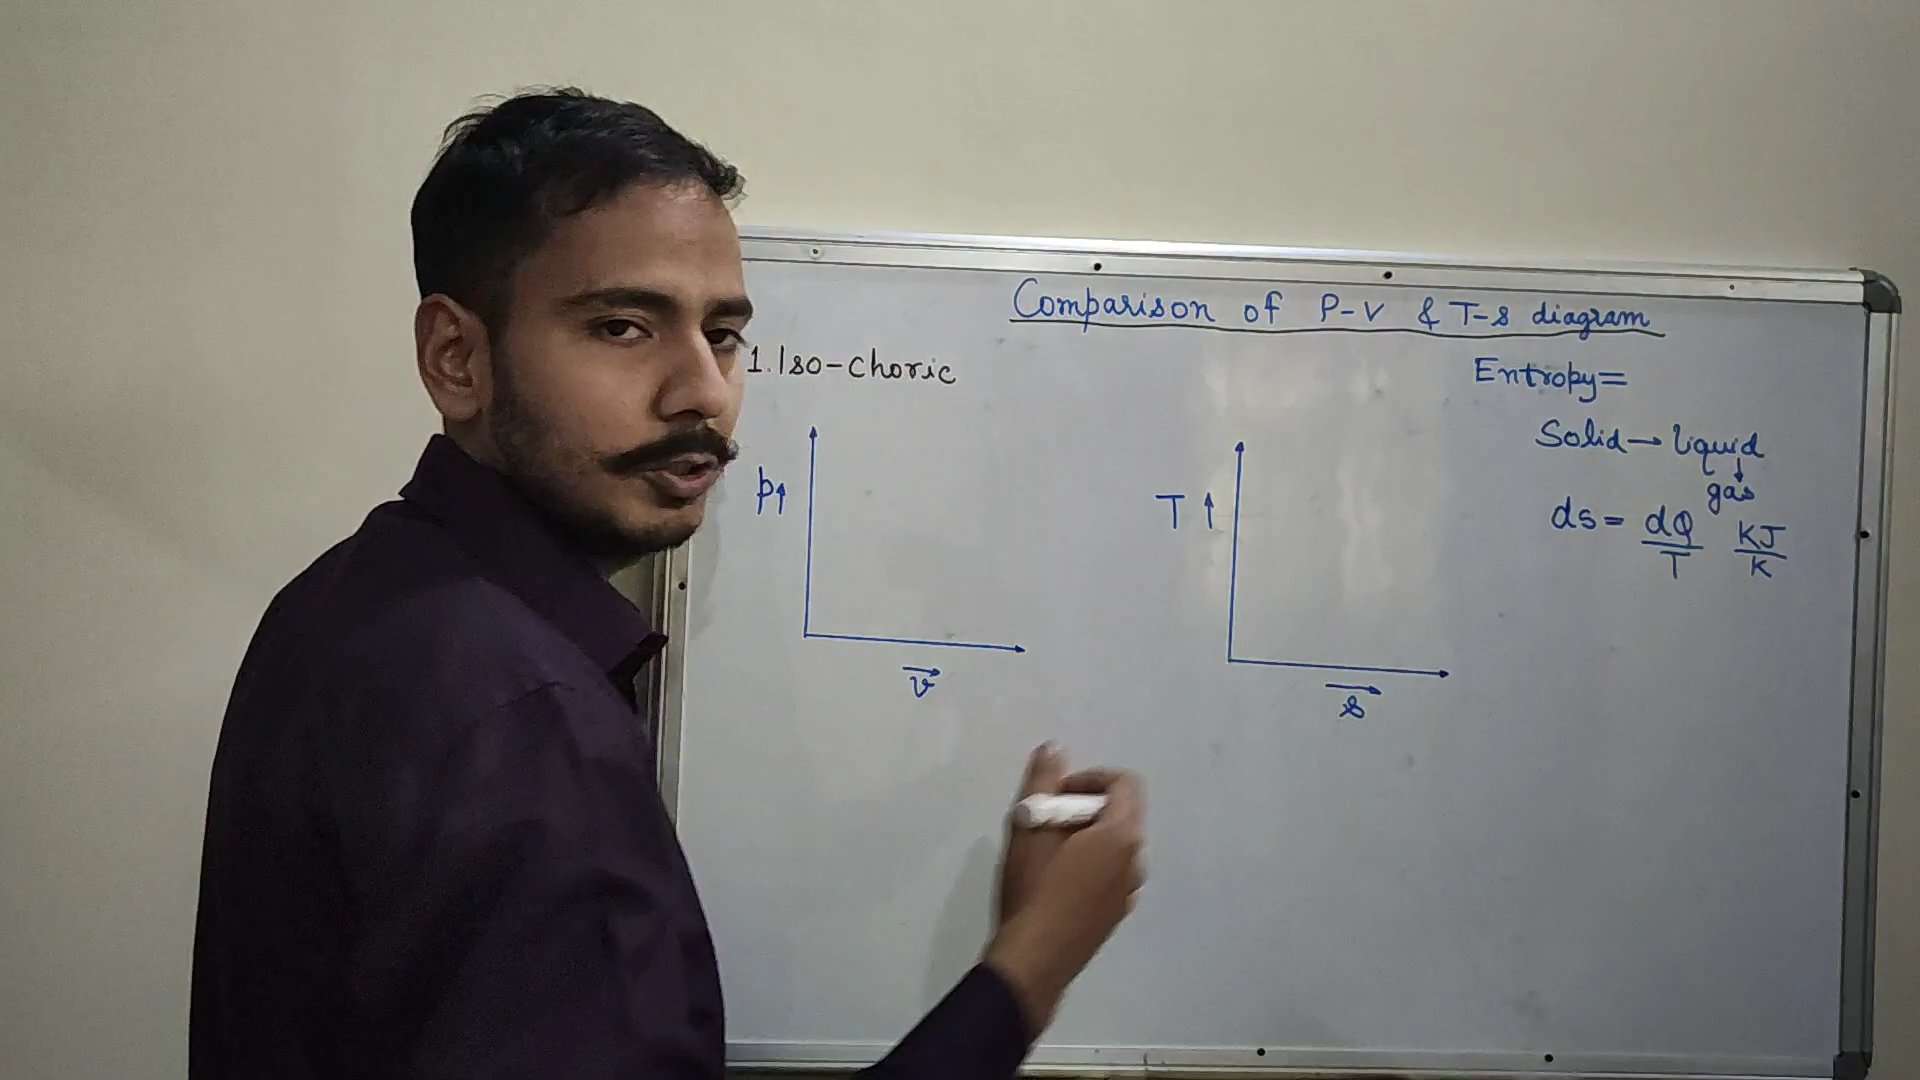 Comparison of P-V & T-s diagram
1. Iso-Choric
Entropy=
Solid→liquid
↓
gas
ds = dQ/T KJ/K
p↑
T↑
→
v
→
s